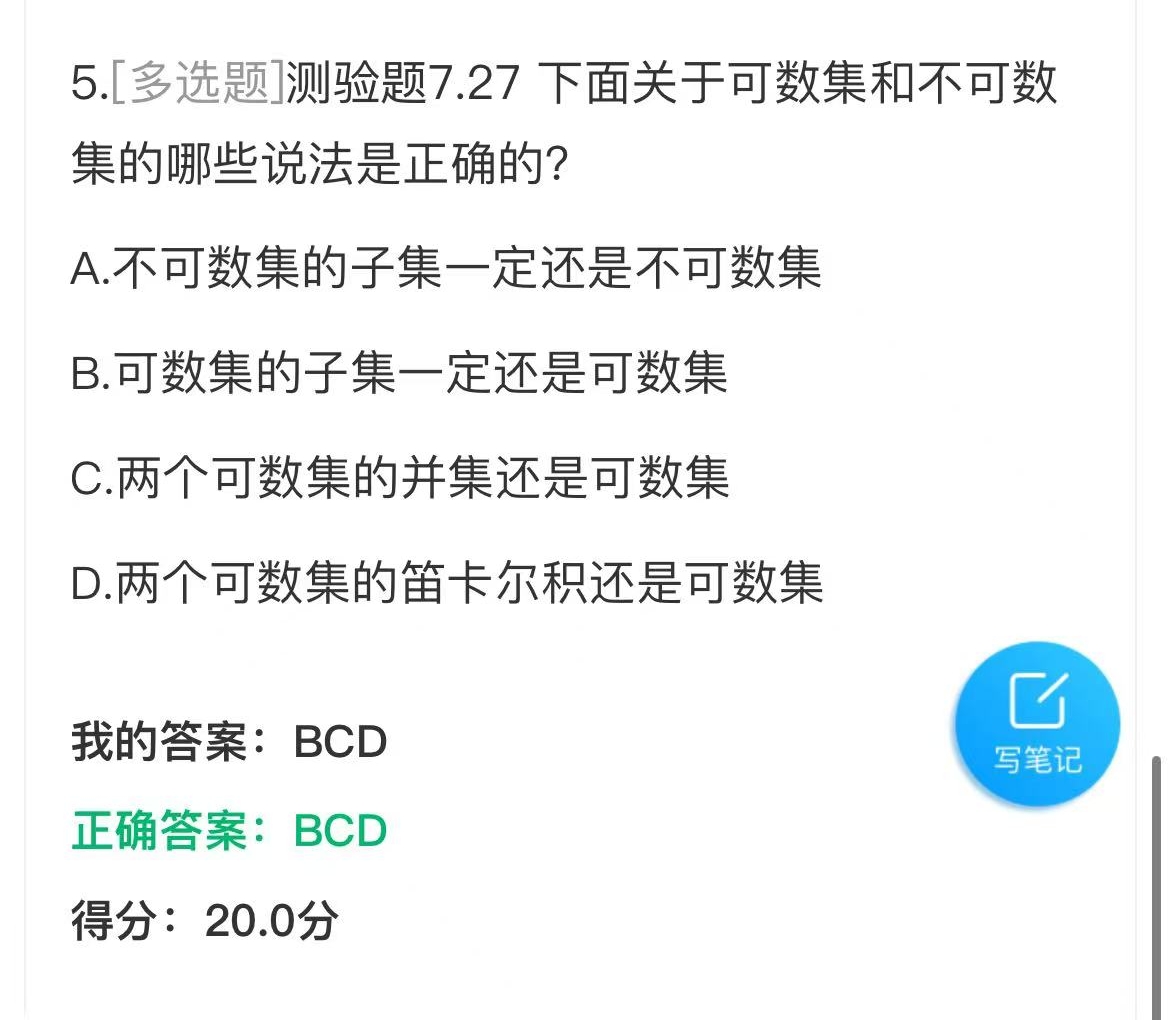 5.[多选题]测验题7.27 下面关于可数集和不可数
集的哪些说法是正确的?
A.不可数集的子集一定还是不可数集
B.可数集的子集一定还是可数集
C.两个可数集的并集还是可数集
D.两个可数集的笛卡尔积还是可数集
写笔记
我的答案：BCD
正确答案：BCD
得分：20.0分